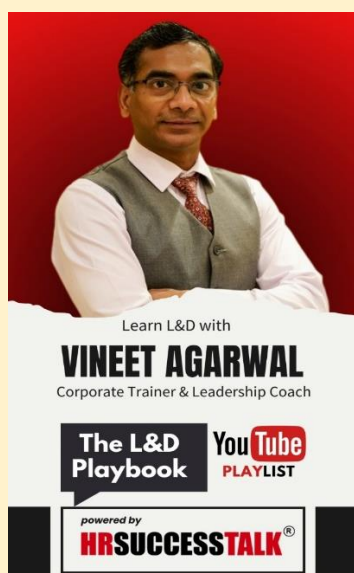 Learn L&D with
VINEET AGARWAL
Corporate Trainer & Leadership Coach
The L&D
Playbook
YouTube
PLAYLIST
powered by
HRSUCCESSTALK®